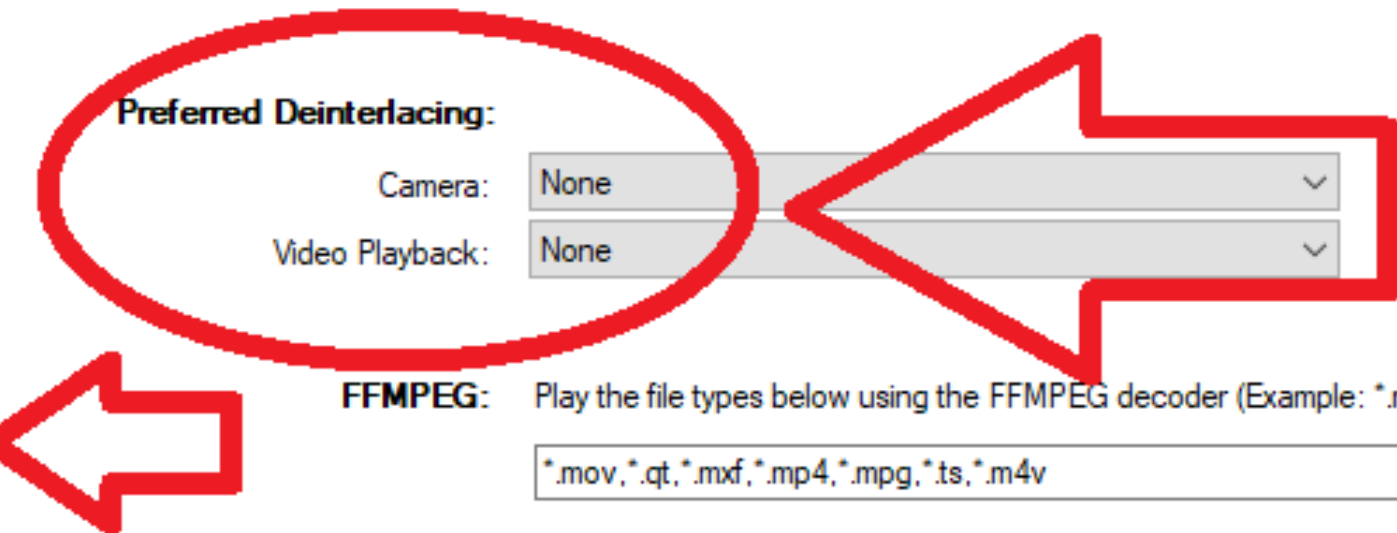 Preferred Deinterlacing:
Camera: None
Video Playback: None
FFMPEG: Play the file types below using the FFMPEG decoder (Example: *.
*.mov,*.qt,*.mxf,*.mp4,*.mpg,*.ts,*.m4v